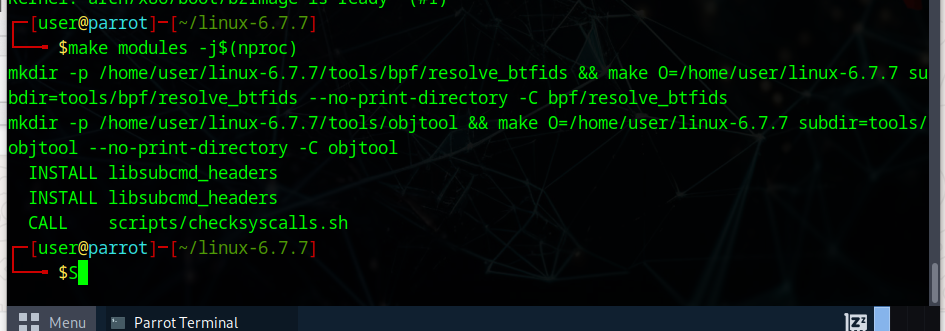 Kernel: arch/x86/boot/bzImage is ready  (#1)
┌─[user@parrot]─[~/linux-6.7.7]
└──╼ $make modules -j$(nproc)
mkdir -p /home/user/linux-6.7.7/tools/bpf/resolve_btfids && make O=/home/user/linux-6.7.7 su
bdir=tools/bpf/resolve_btfids --no-print-directory -C bpf/resolve_btfids
mkdir -p /home/user/linux-6.7.7/tools/objtool && make O=/home/user/linux-6.7.7 subdir=tools/
objtool --no-print-directory -C objtool
  INSTALL libsubcmd_headers
  INSTALL libsubcmd_headers
  CALL    scripts/checksyscalls.sh
┌─[user@parrot]─[~/linux-6.7.7]
└──╼ $S
Menu
Parrot Terminal